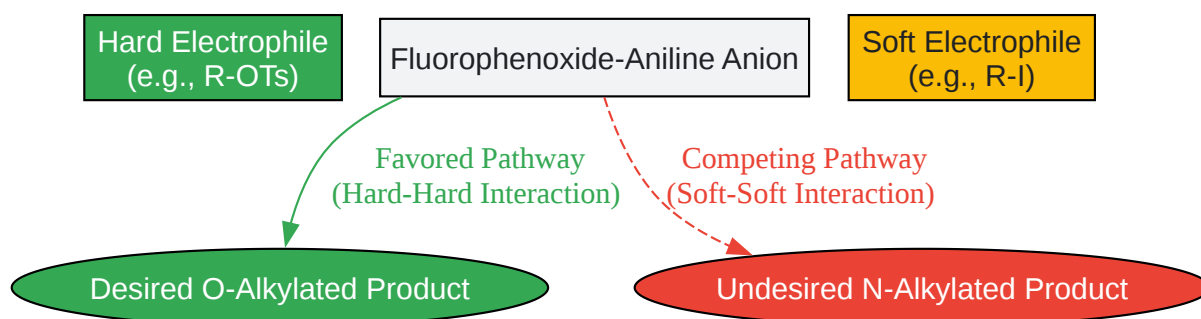 Hard Electrophile
(e.g., R-OTs)
Fluorophenoxide-Aniline Anion
Soft Electrophile
(e.g., R-I)
Favored Pathway
(Hard-Hard Interaction)
Competing Pathway
(Soft-Soft Interaction)
Desired O-Alkylated Product
Undesired N-Alkylated Product